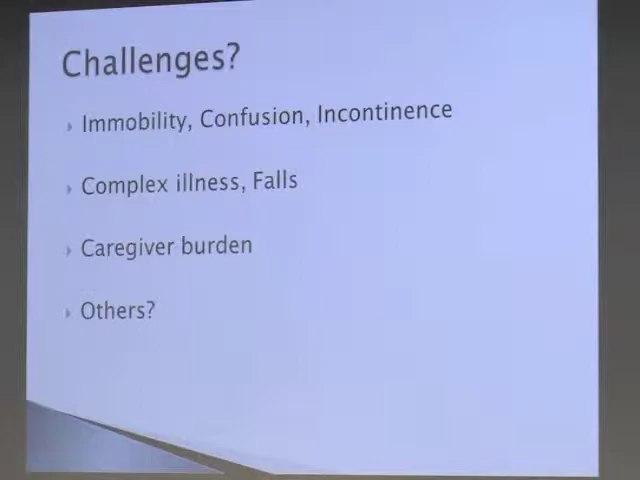 Challenges?
Immobility, Confusion, Incontinence
Complex illness, Falls
Caregiver burden
Others?